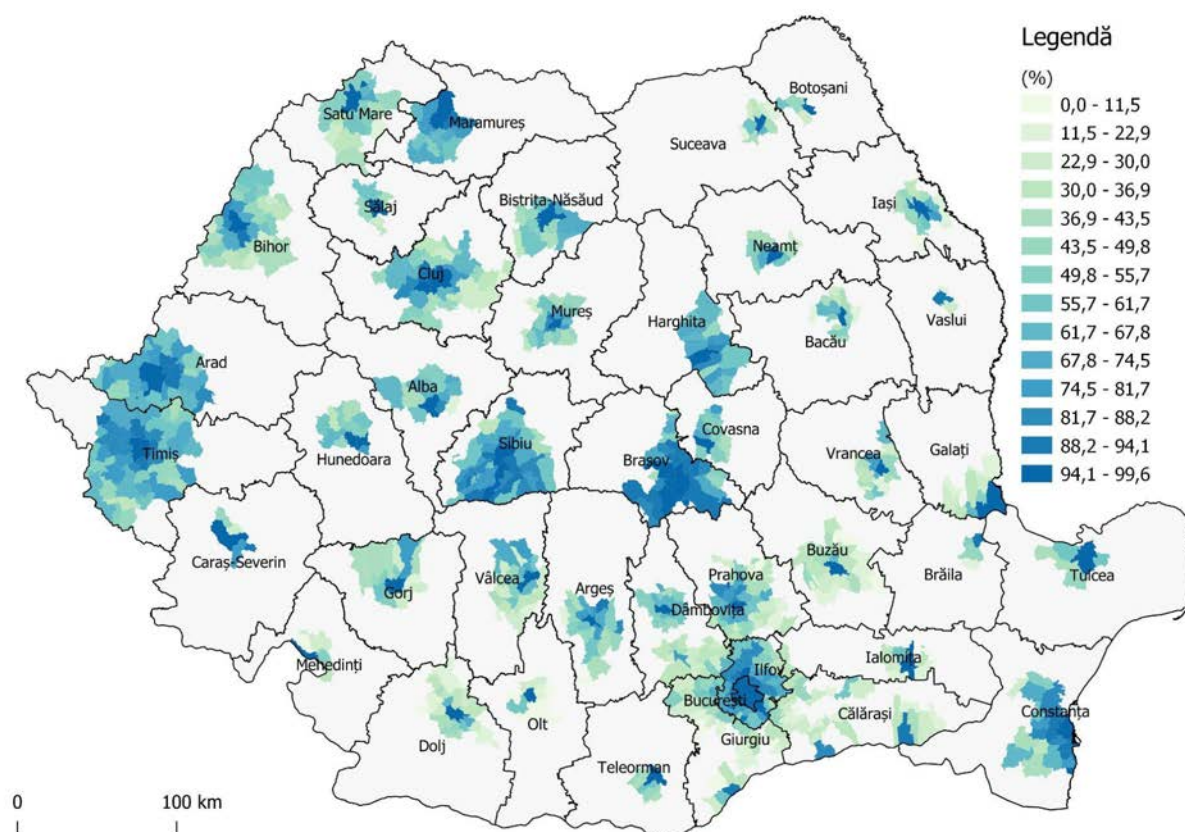 Legendă
(%)
0,0 - 11,5
11,5 - 22,9
22,9 - 30,0
30,0 - 36,9
36,9 - 43,5
43,5 - 49,8
49,8 - 55,7
55,7 - 61,7
61,7 - 67,8
67,8 - 74,5
74,5 - 81,7
81,7 - 88,2
88,2 - 94,1
94,1 - 99,6
Botoșani
Satu Mare
Maramureș
Suceava
Bistrița-Năsăud
Sălaj
Iași
Bihor
Neamț
Cluj
Mureș
Harghita
Vaslui
Bacău
Arad
Alba
Covasna
Sibiu
Timiș
Hunedoara
Brașov
Vrancea
Galați
Caraș-Severin
Buzău
Vâlcea
Prahova
Brăila
Tulcea
Gorj
Argeș
Dâmbovița
Mehedinți
Ialomița
Ilfov
București
Călărași
Constanța
Olt
Dolj
Giurgiu
Teleorman
0
100 km